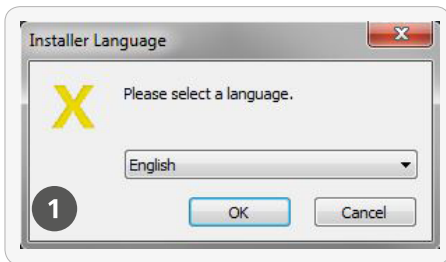 Installer Language
X
Please select a language.
English
1
OK
Cancel